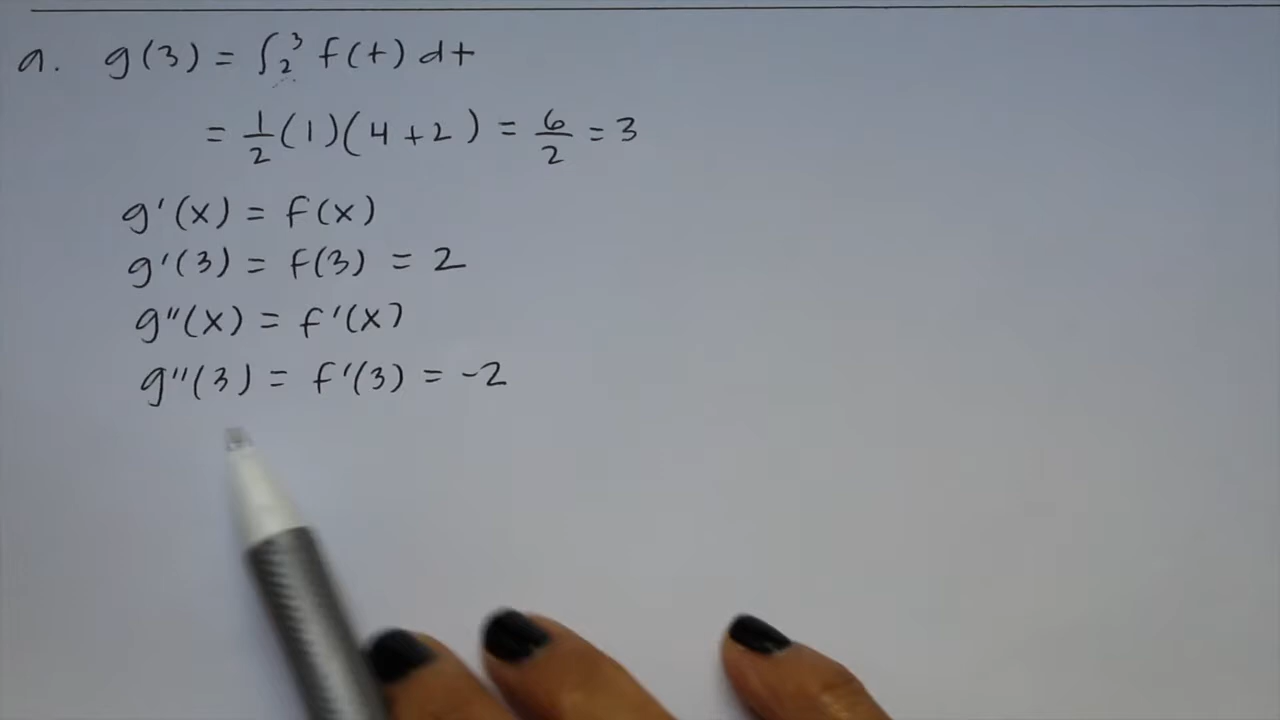 a. g(3) = ∫₂³ f(t) dt
= 1/2 (1)(4+2) = 6/2 = 3
g'(x) = f(x)
g'(3) = f(3) = 2
g''(x) = f'(x)
g''(3) = f'(3) = -2